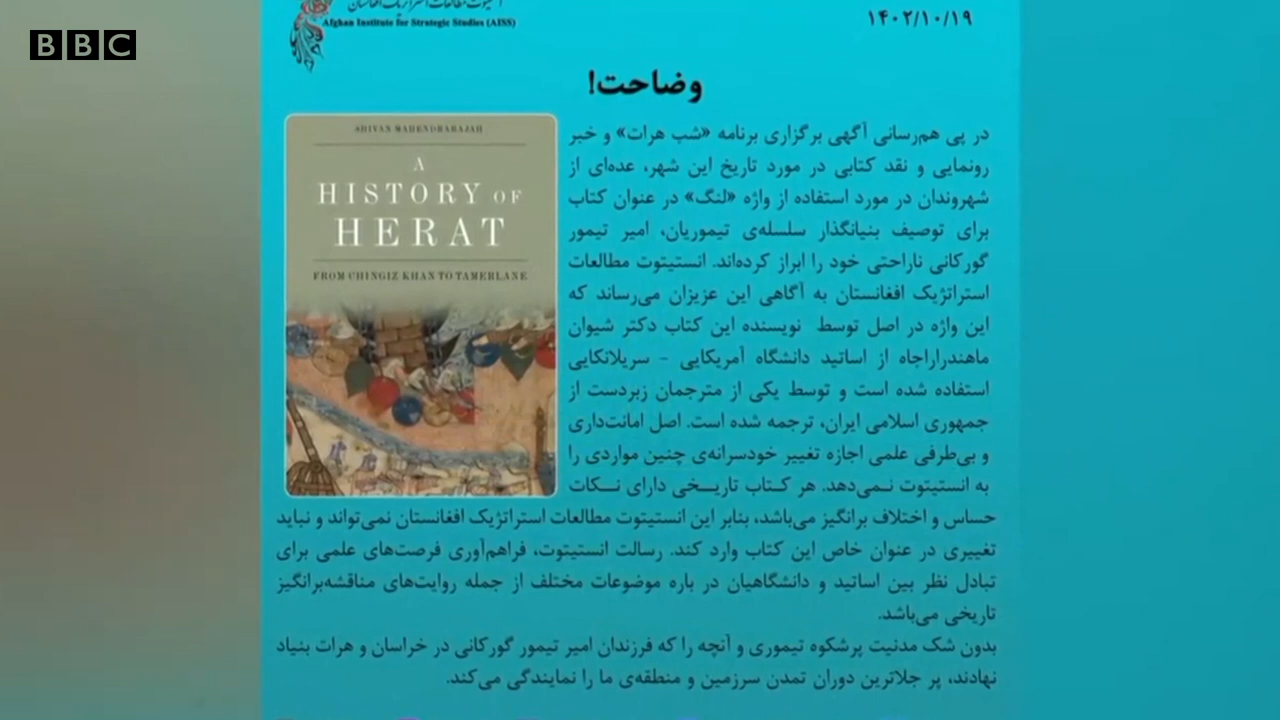 BBC
انستیتوت مطالعات استراتژیک افغانستان
Afghan Institute for Strategic Studies (AISS)
۱۴۰۲/۱۰/۱۹
وضاحت!
SHIVAN MAHENDRARAJAH
A
HISTORY OF
HERAT
FROM CHINGIZ KHAN TO TAMERLANE
در پی هم‌رسانی آگهی برگزاری برنامه «شب هرات» و خبر
رونمایی و نقد کتابی در مورد تاریخ این شهر، عده‌ای از
شهروندان در مورد استفاده از واژه «لنگ» در عنوان کتاب
برای توصیف بنیانگذار سلسله‌ی تیموریان، امیر تیمور
گورکانی ناراحتی خود را ابراز کرده‌اند. انستیتوت مطالعات
استراتژیک افغانستان به آگاهی این عزیزان می‌رساند که
این واژه در اصل توسط نویسنده این کتاب دکتر شیوان
ماهندراراجاه از اساتید دانشگاه آمریکایی - سریلانکایی
استفاده شده است و توسط یکی از مترجمان زبردست از
جمهوری اسلامی ایران، ترجمه شده است. اصل امانت‌داری
و بی‌طرفی علمی اجازه تغییر خودسرانه‌ی چنین مواردی را
به انستیتوت نـمی‌دهد. هر کـتاب تاریــخی دارای نــکات
حساس و اختلاف برانگیز می‌باشد، بنابر این انستیتوت مطالعات استراتژیک افغانستان نمی‌تواند و نباید
تغییری در عنوان خاص این کتاب وارد کند. رسالت انستیتوت، فراهم‌آوری فرصت‌های علمی برای
تبادل نظر بین اساتید و دانشگاهیان در باره موضوعات مختلف از جمله روایت‌های مناقشه‌برانگیز
تاریخی می‌باشد.
بدون شک مدنیت پرشکوه تیموری و آنچه را که فرزندان امیر تیمور گورکانی در خراسان و هرات بنیاد
نهادند، پر جلاترین دوران تمدن سرزمین و منطقه‌ی ما را نمایندگی می‌کند.